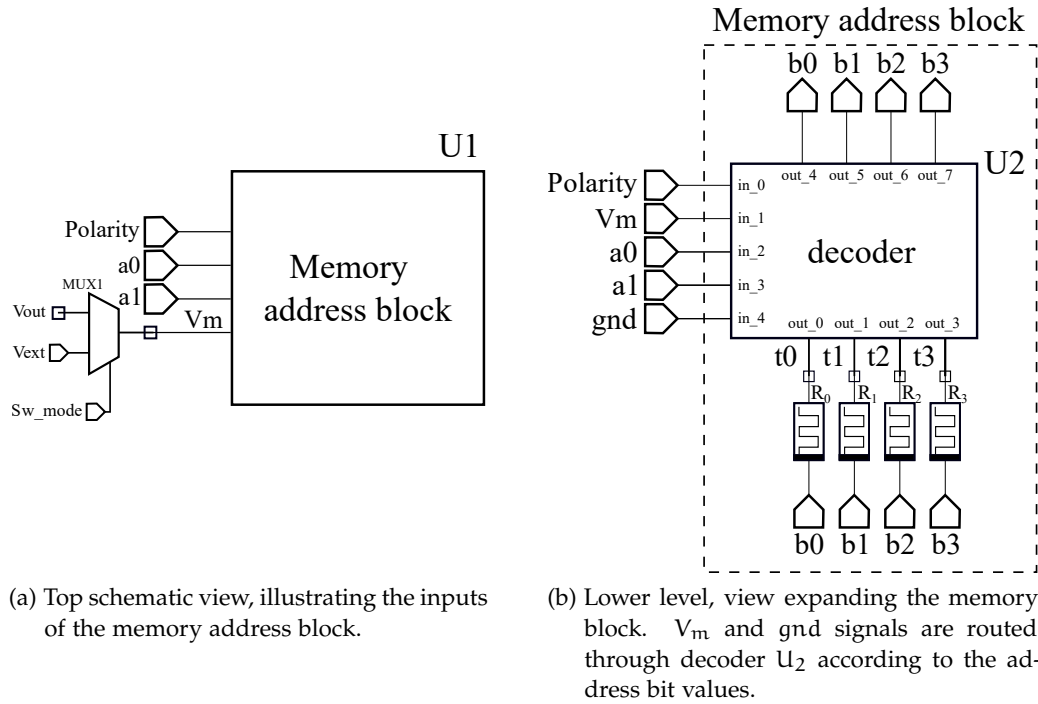 U1
Polarity
a0
a1
MUX1
Vout
Vext
Sw_mode
Vm
Memory
address block
(a) Top schematic view, illustrating the inputs
of the memory address block.
Memory address block
b0 b1 b2 b3
U2
out_4 out_5 out_6 out_7
Polarity in_0
Vm in_1
a0 in_2
a1 in_3
gnd in_4
decoder
out_0 out_1 out_2 out_3
t0 t1 t2 t3
R0 R1 R2 R3
b0 b1 b2 b3
(b) Lower level, view expanding the memory
block. Vm and gnd signals are routed
through decoder U2 according to the ad-
dress bit values.